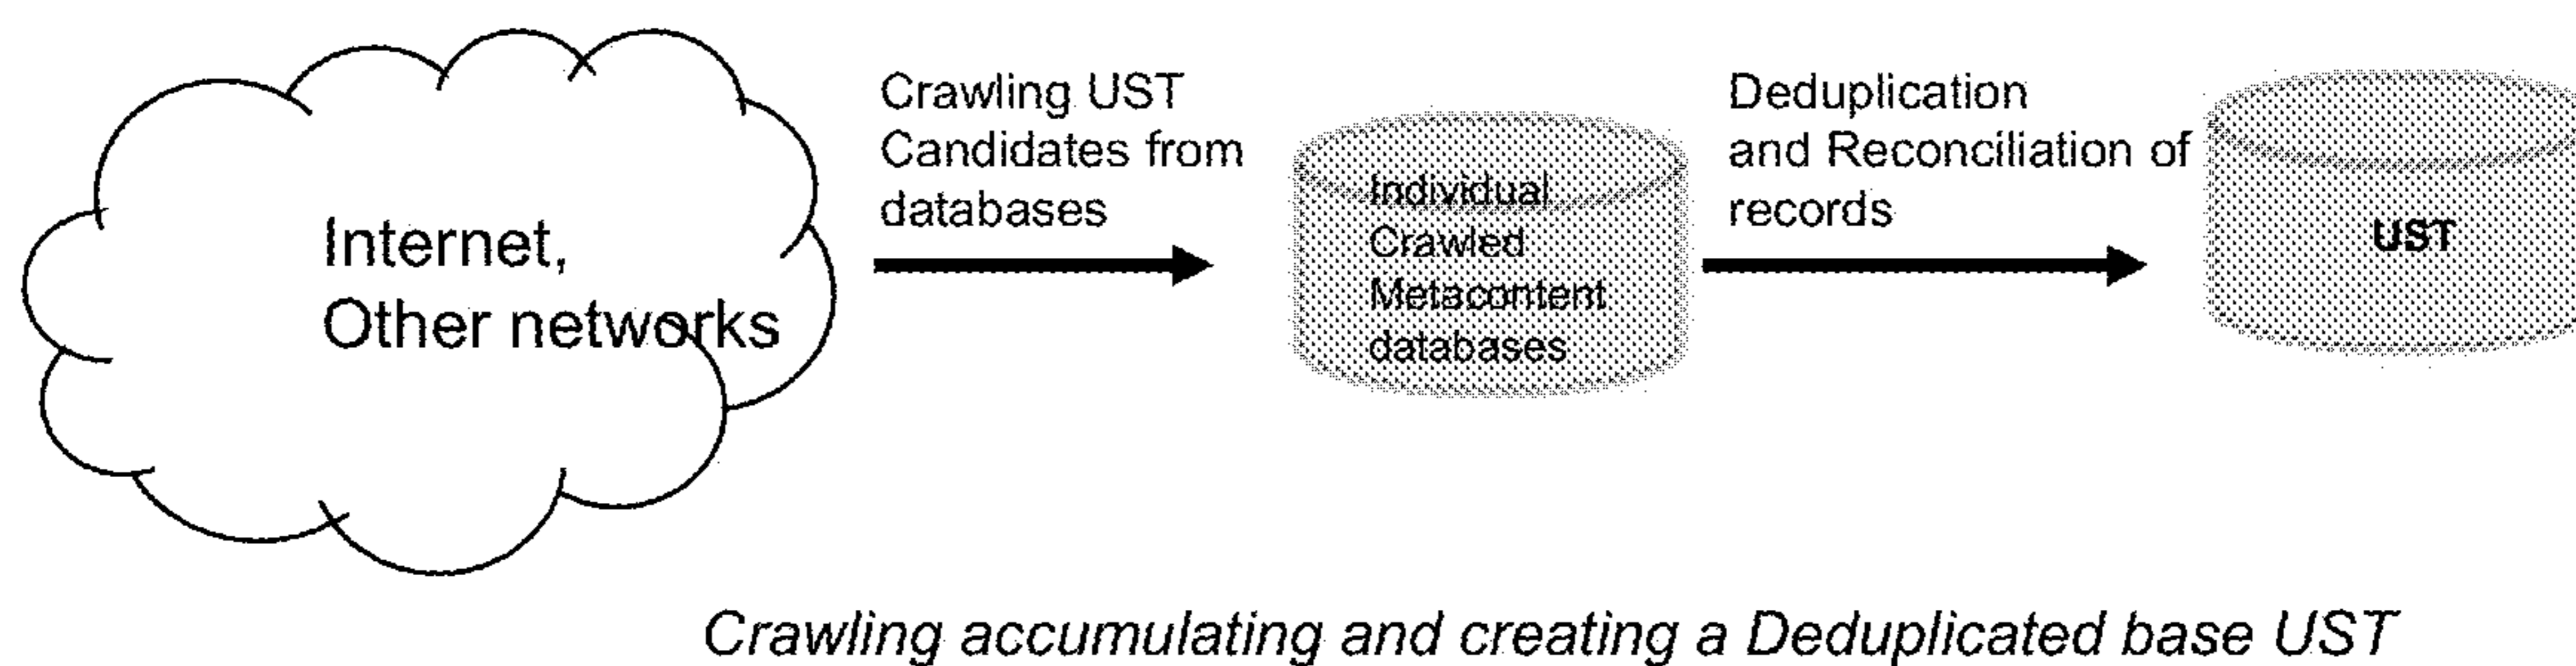 Internet,
Other networks
Crawling UST
Candidates from
databases
Individual
Crawled
Metacontent
databases
Deduplication
and Reconciliation of
records
UST
Crawling accumulating and creating a Deduplicated base UST